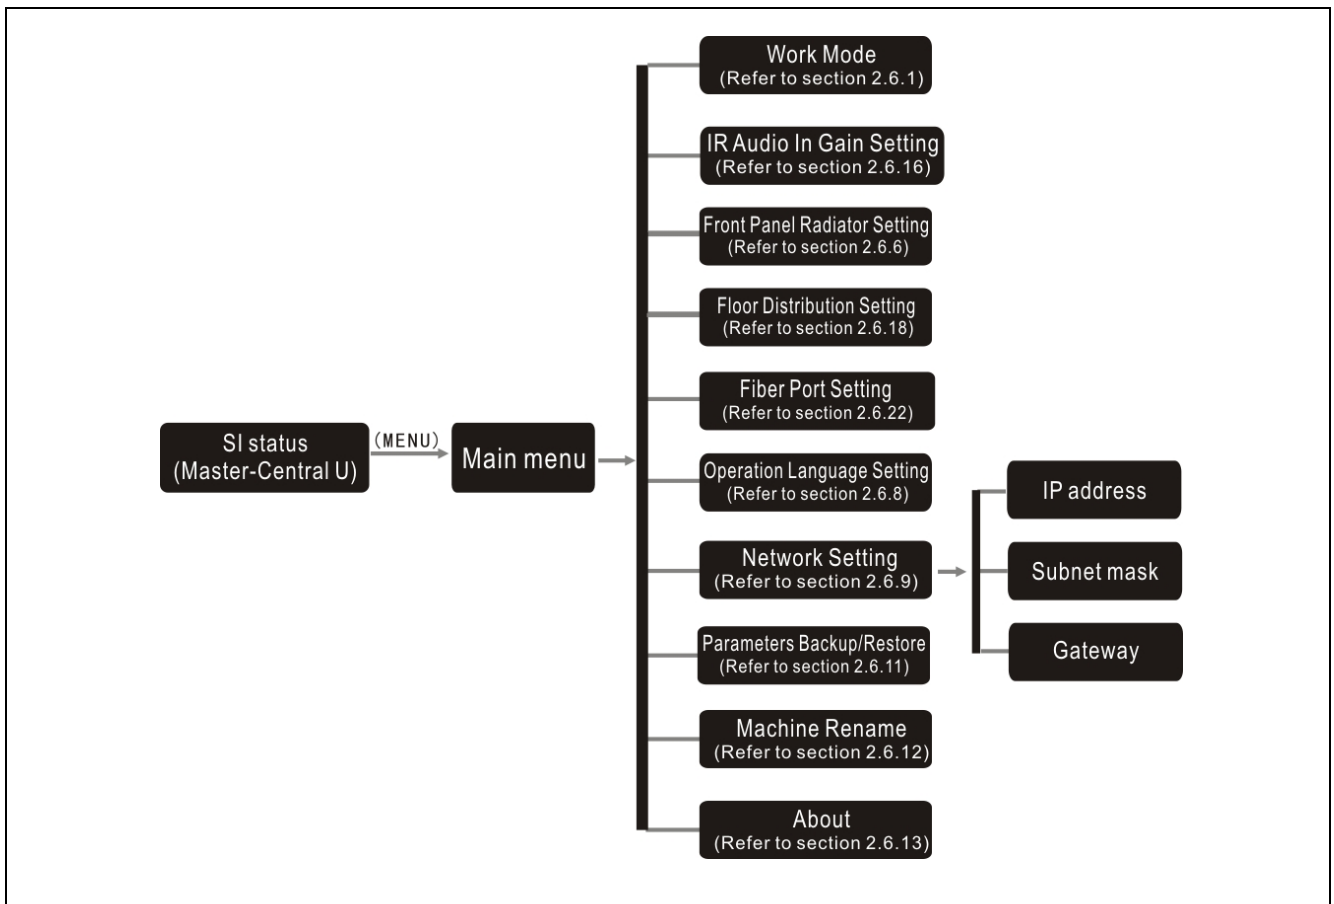 Work Mode
(Refer to section 2.6.1)
IR Audio In Gain Setting
(Refer to section 2.6.16)
Front Panel Radiator Setting
(Refer to section 2.6.6)
Floor Distribution Setting
(Refer to section 2.6.18)
Fiber Port Setting
(Refer to section 2.6.22)
SI status
(Master-Central U)
(MENU)
Main menu
Operation Language Setting
(Refer to section 2.6.8)
Network Setting
(Refer to section 2.6.9)
IP address
Subnet mask
Gateway
Parameters Backup/Restore
(Refer to section 2.6.11)
Machine Rename
(Refer to section 2.6.12)
About
(Refer to section 2.6.13)